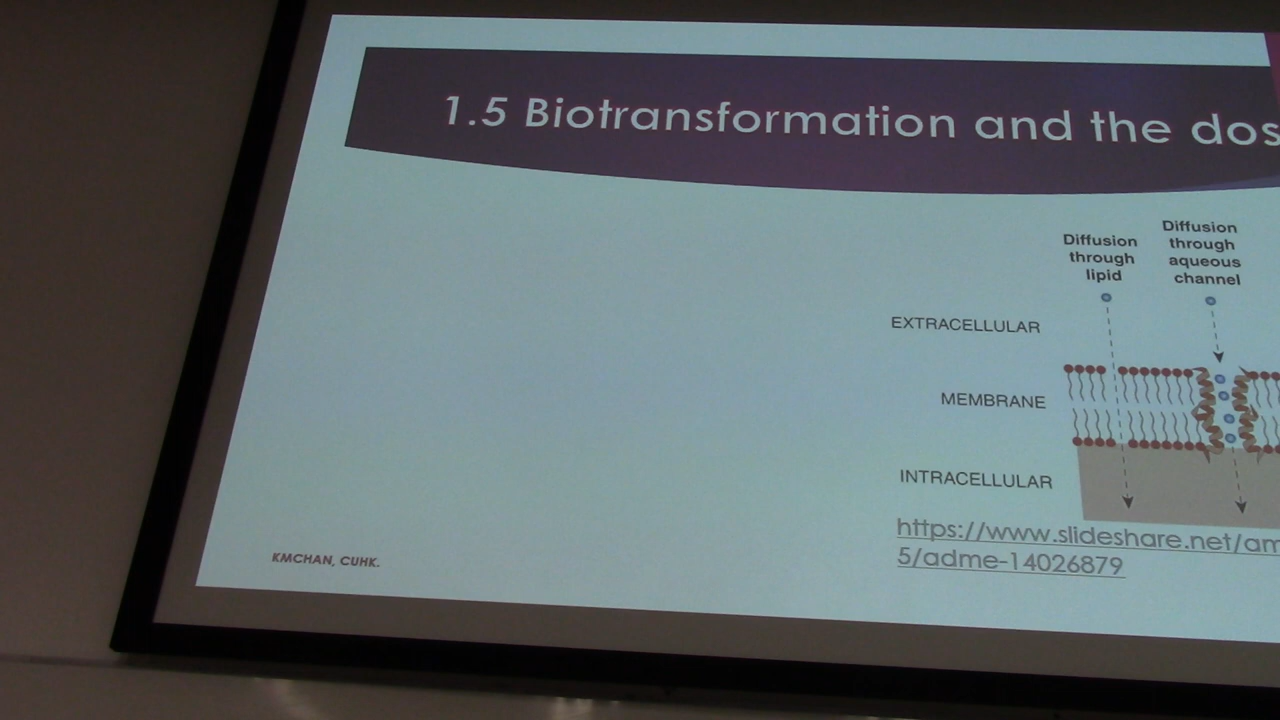 1.5 Biotransformation and the dos
Diffusion
through
lipid
Diffusion
through
aqueous
channel
EXTRACELLULAR
MEMBRANE
INTRACELLULAR
https://www.slideshare.net/am
5/adme-14026879
KMCHAN, CUHK.